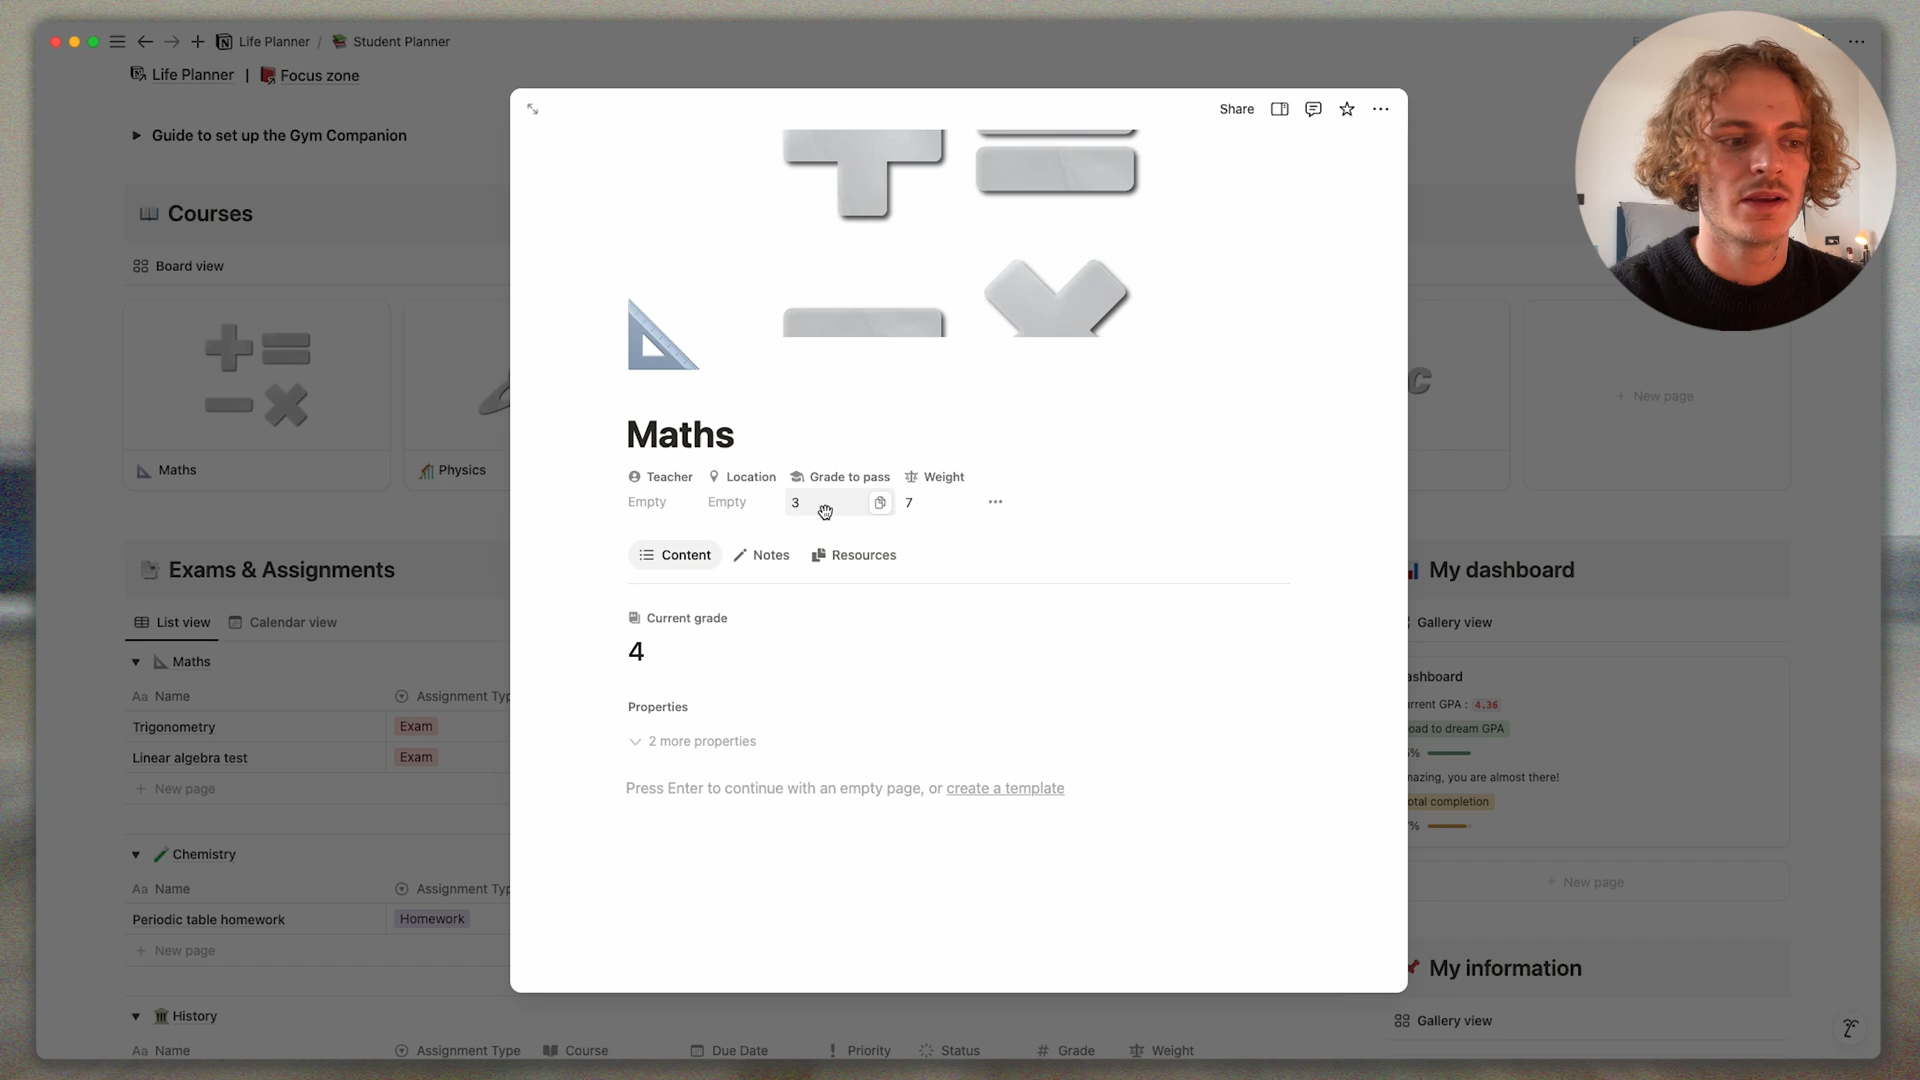 Life Planner / Student Planner
Life Planner | Focus zone
Guide to set up the Gym Companion
Courses
Board view
Maths
Physics
New page
Exams & Assignments
List view
Calendar view
Maths
Aa Name
Assignment Typ
Trigonometry
Exam
Linear algebra test
Exam
+ New page
Chemistry
Aa Name
Assignment Typ
Periodic table homework
Homework
+ New page
History
Aa Name
Assignment Type
Course
Due Date
Priority
Status
# Grade
Weight
Share
Maths
Teacher
Location
Grade to pass
Weight
Empty
Empty
3
7
Content
Notes
Resources
Current grade
4
Properties
2 more properties
Press Enter to continue with an empty page, or create a template
+ New page
My dashboard
Gallery view
ashboard
rrent GPA : 4.36
oad to dream GPA
%
mazing, you are almost there!
otal completion
%
+ New page
My information
Gallery view